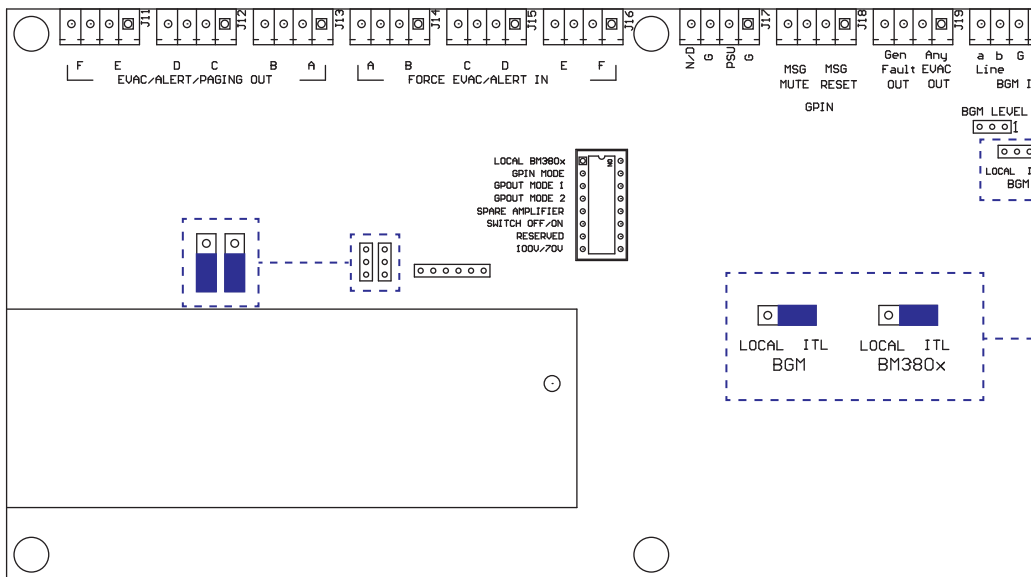 J11 J12 J13 J14 J15 J16 J17 J18 J19
F E D C B A
EVAC/ALERT/PAGING OUT
A B C D E F
FORCE EVAC/ALERT IN
N/D G PSU G
MSG MUTE
MSG RESET
GPIN
Gen Fault OUT
Any EVAC OUT
a b G
Line
BGM I
BGM LEVEL
1
LOCAL I
BGM
LOCAL BM380x
GPIN MODE
GPOUT MODE 1
GPOUT MODE 2
SPARE AMPLIFIER
SWITCH OFF/ON
RESERVED
100V/70V
ON
LOCAL ITL
BGM
LOCAL ITL
BM380x